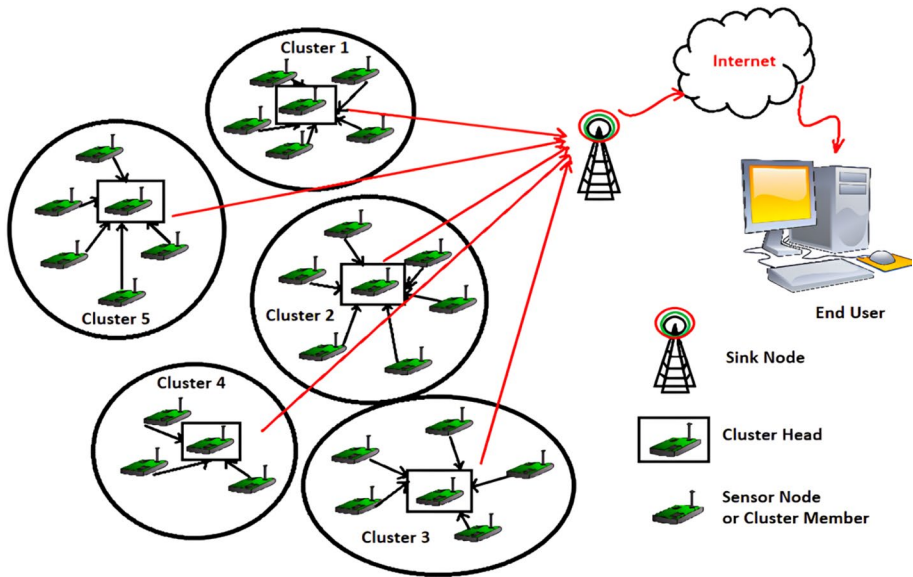 Cluster 1
Internet
Cluster 5
Cluster 2
End User
Sink Node
Cluster 4
Cluster Head
Cluster 3
Sensor Node
or Cluster Member